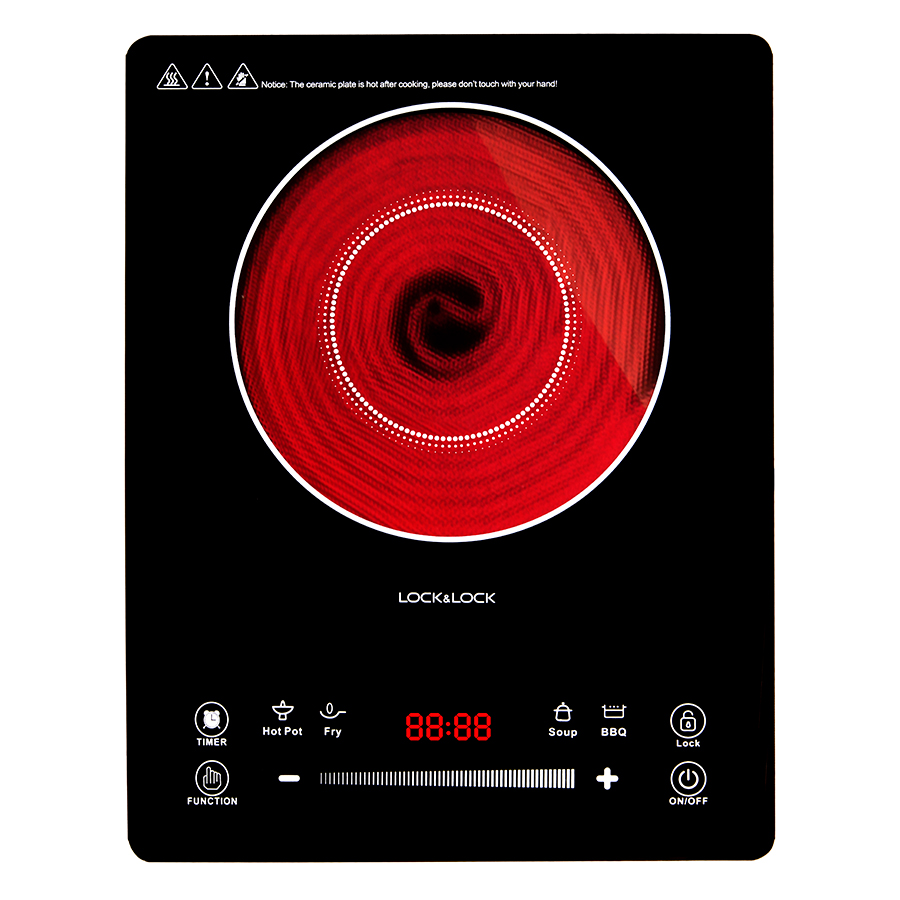 Notice: The ceramic plate is hot after cooking, please don't touch with your hand!
LOCK&LOCK
TIMER
Hot Pot
Fry
88:88
Soup
BBQ
Lock
FUNCTION
ON/OFF